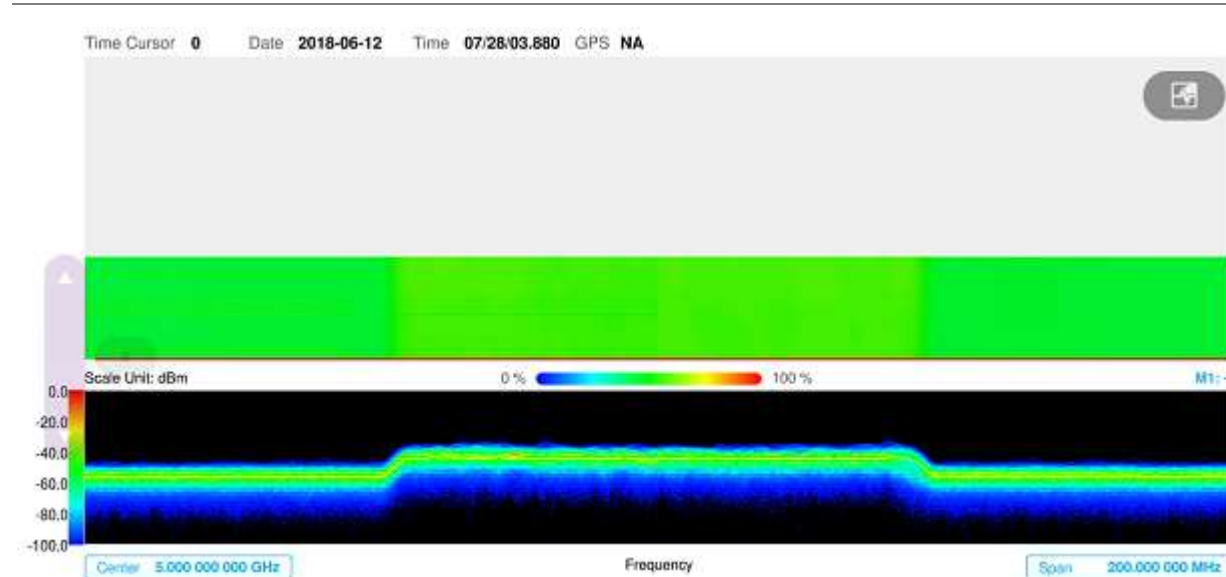 Time Cursor 0 Date 2018-06-12 Time 07/28/03.880 GPS NA
Scale Unit: dBm 0 % 100 % M1: -
0.0
-20.0
-40.0
-60.0
-80.0
-100.0
Center 5.000 000 000 GHz Frequency Span 200.000 000 MHz